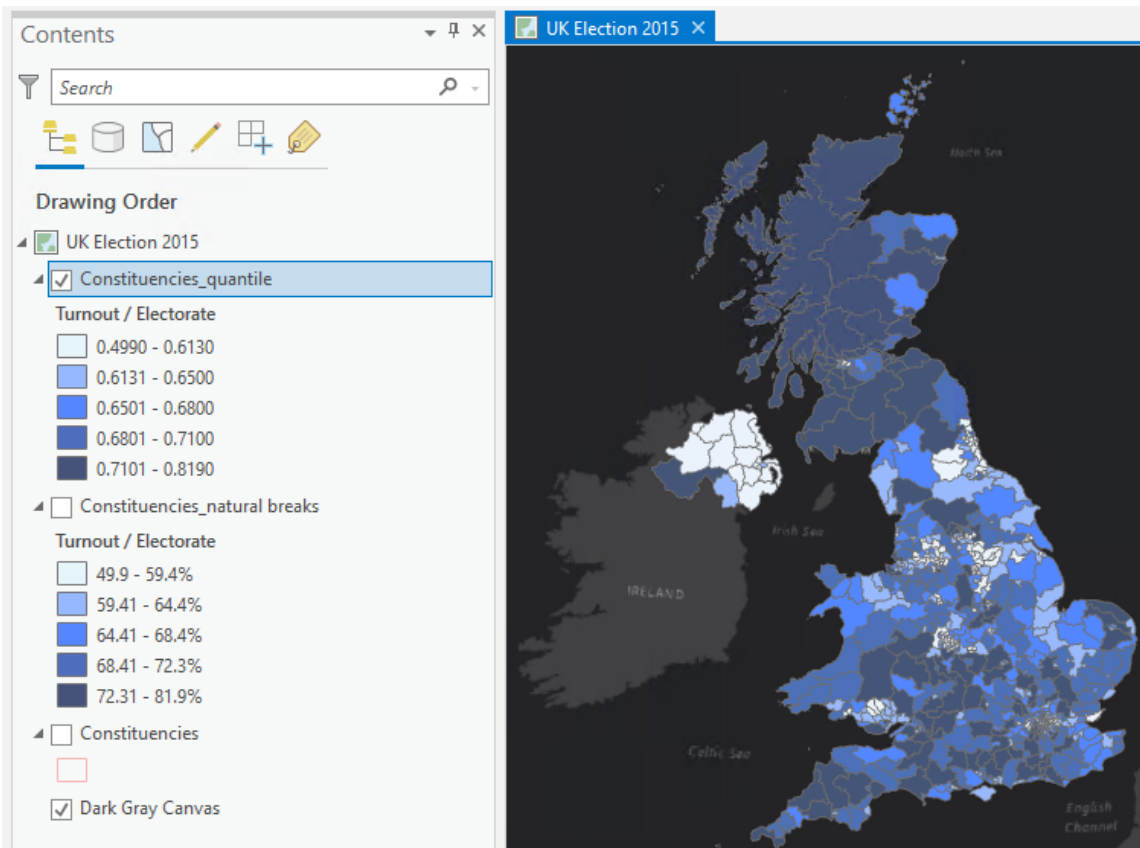 Contents
Search
Drawing Order
UK Election 2015
Constituencies_quantile
Turnout / Electorate
0.4990 - 0.6130
0.6131 - 0.6500
0.6501 - 0.6800
0.6801 - 0.7100
0.7101 - 0.8190
Constituencies_natural breaks
Turnout / Electorate
49.9 - 59.4%
59.41 - 64.4%
64.41 - 68.4%
68.41 - 72.3%
72.31 - 81.9%
Constituencies
Dark Gray Canvas
UK Election 2015
North Sea
Irish Sea
IRELAND
Celtic Sea
English
Channel